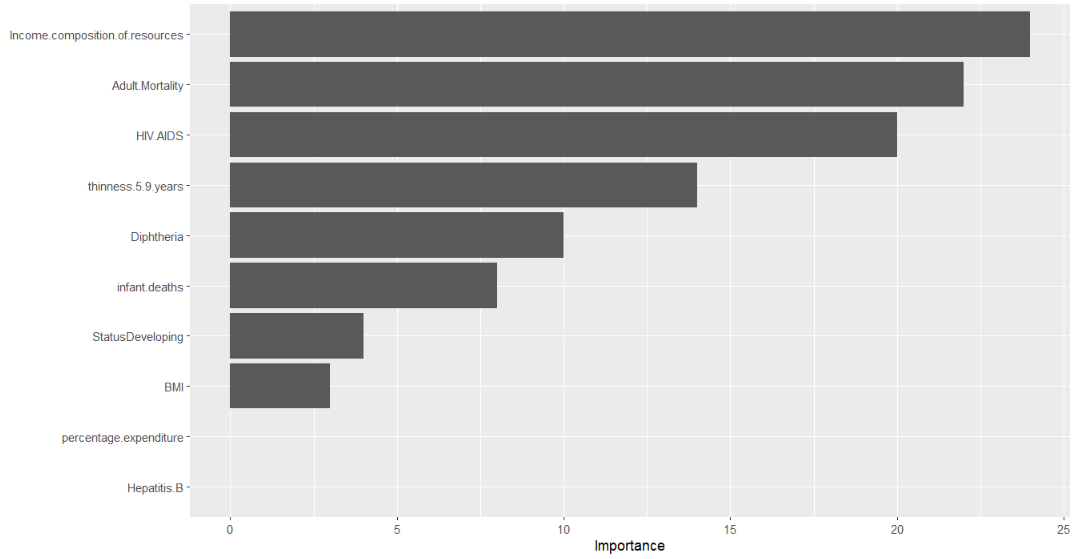 Income.composition.of.resources
Adult.Mortality
HIV.AIDS
thinness.5.9.years
Diphtheria
infant.deaths
StatusDeveloping
BMI
percentage.expenditure
Hepatitis.B
0 5 10 15 20 25
Importance